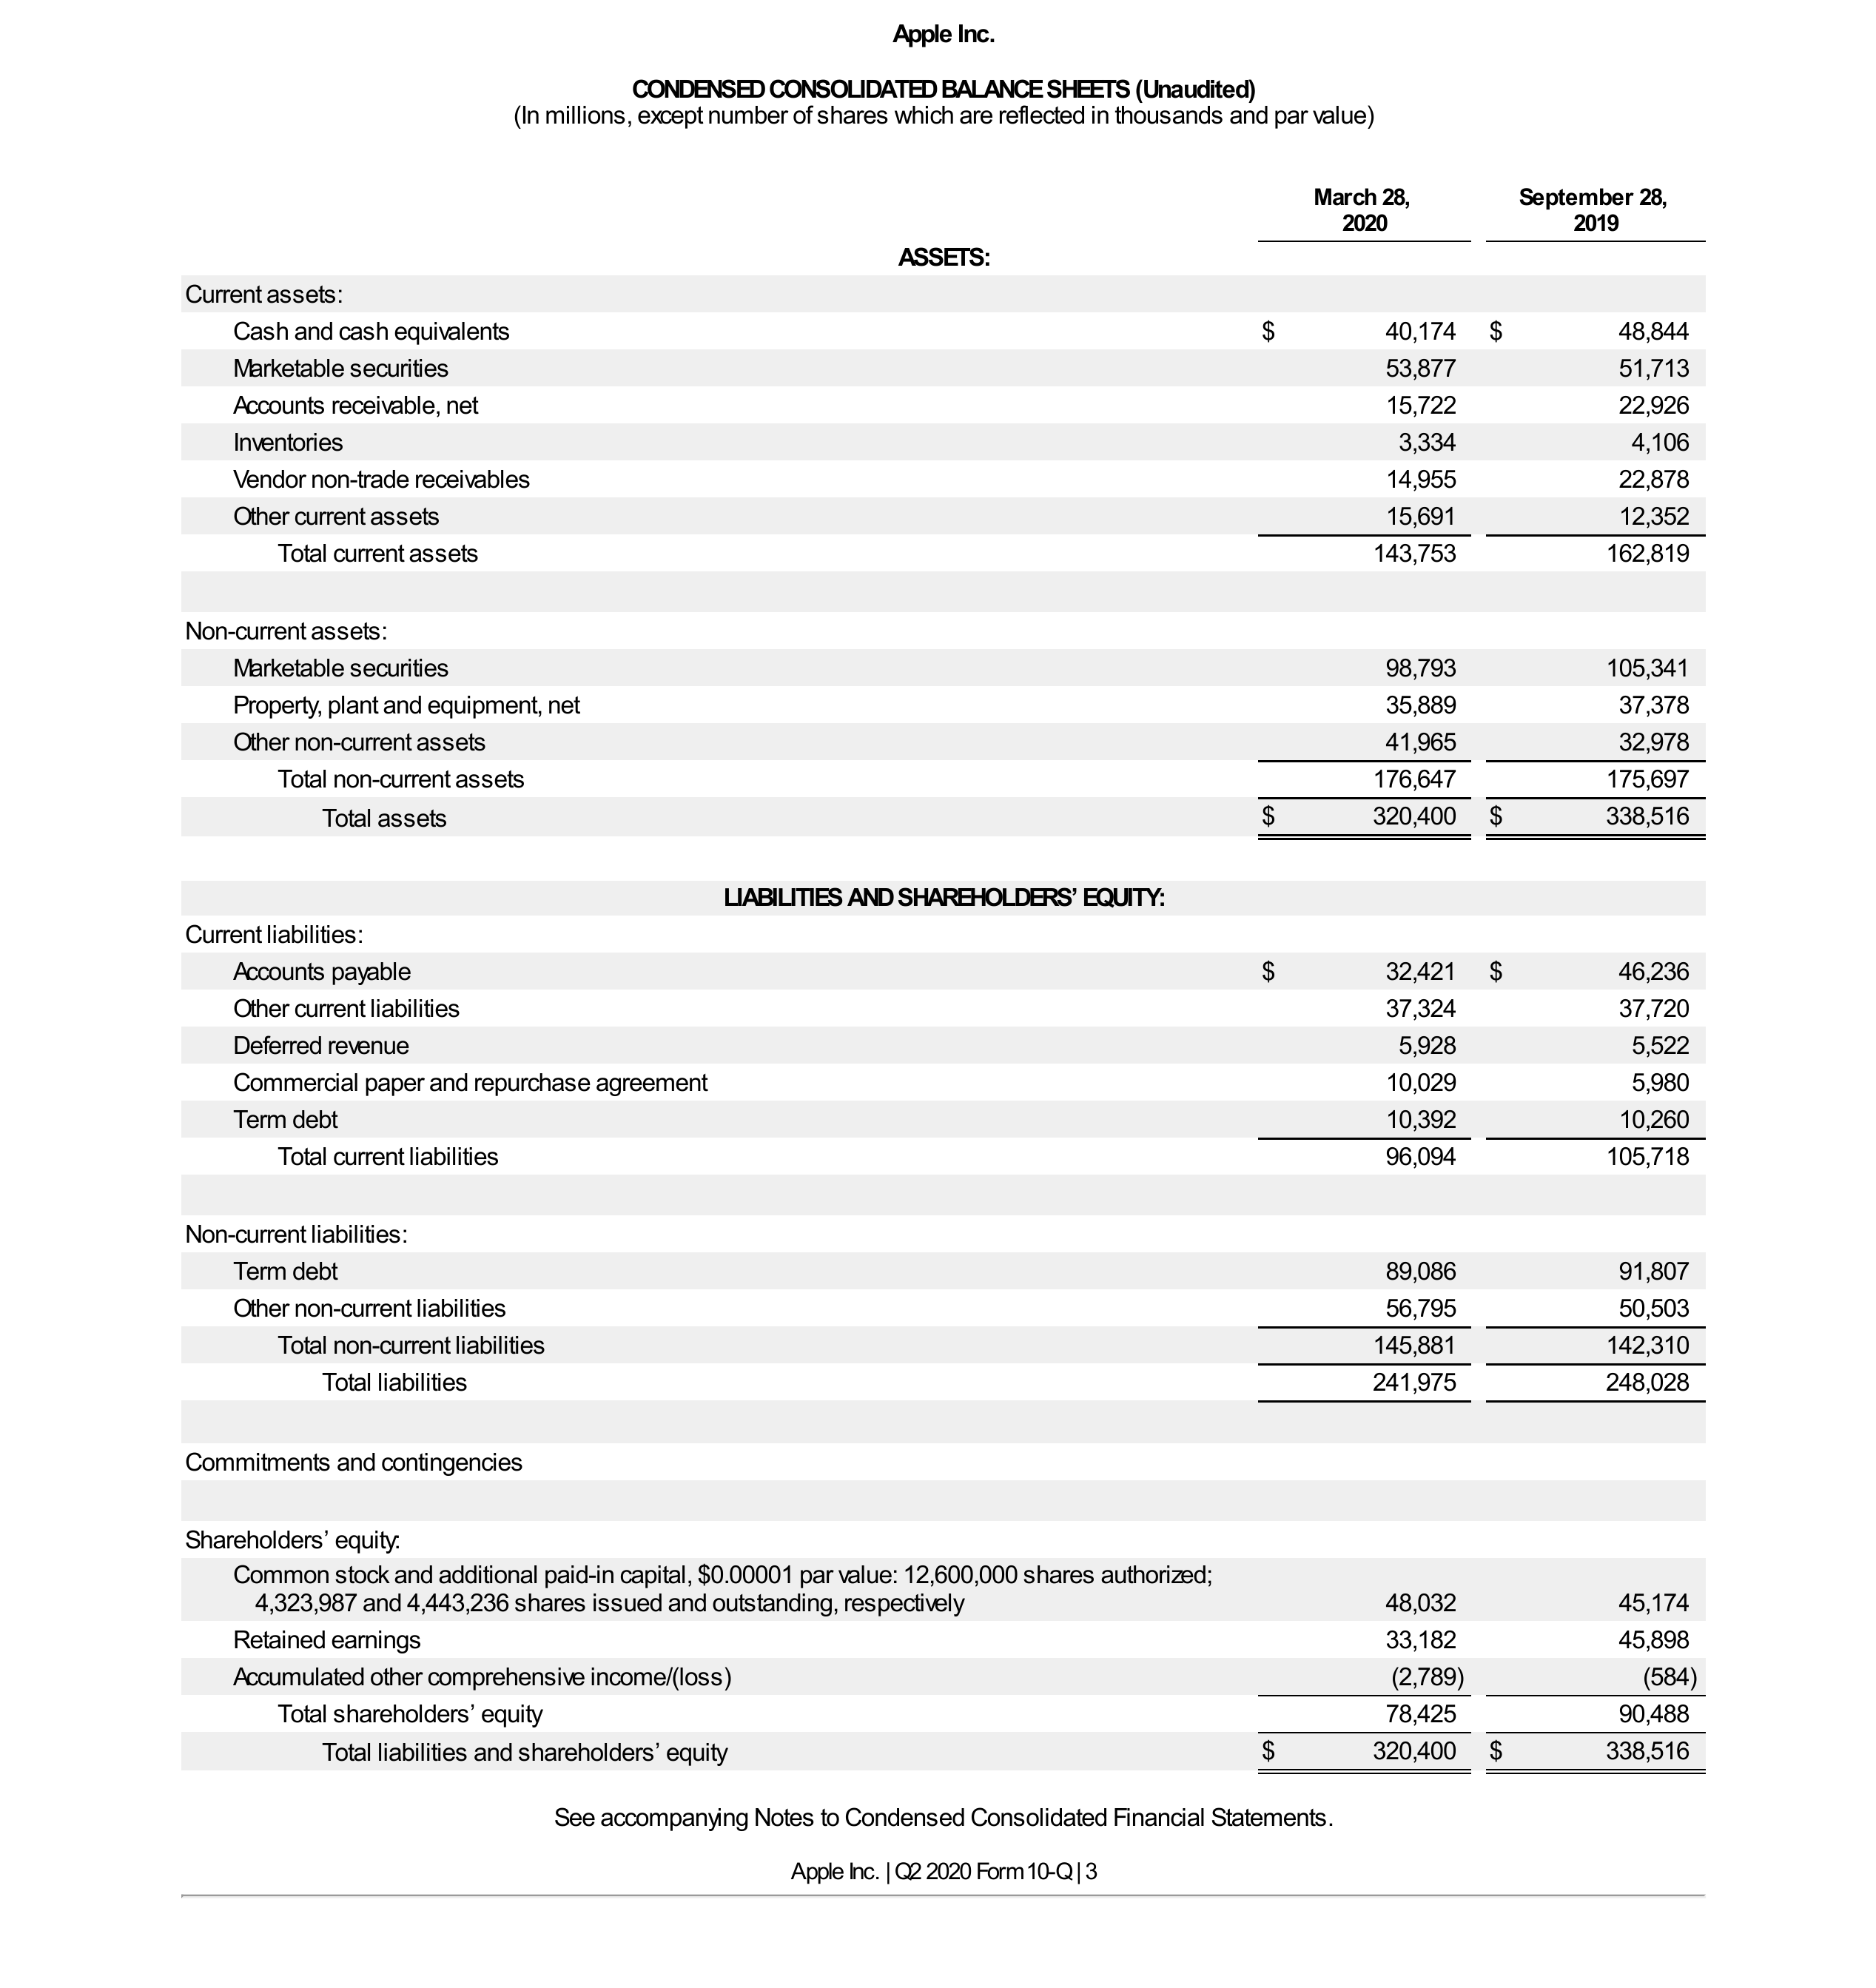 Apple Inc.
CONDENSED CONSOLIDATED BALANCE SHEETS (Unaudited)
(In millions, except number of shares which are reflected in thousands and par value)
March 28, 2020 September 28, 2019
ASSETS:
Current assets:
Cash and cash equivalents $ 40,174 $ 48,844
Marketable securities 53,877 51,713
Accounts receivable, net 15,722 22,926
Inventories 3,334 4,106
Vendor non-trade receivables 14,955 22,878
Other current assets 15,691 12,352
Total current assets 143,753 162,819
Non-current assets:
Marketable securities 98,793 105,341
Property, plant and equipment, net 35,889 37,378
Other non-current assets 41,965 32,978
Total non-current assets 176,647 175,697
Total assets $ 320,400 $ 338,516
LIABILITIES AND SHAREHOLDERS’ EQUITY:
Current liabilities:
Accounts payable $ 32,421 $ 46,236
Other current liabilities 37,324 37,720
Deferred revenue 5,928 5,522
Commercial paper and repurchase agreement 10,029 5,980
Term debt 10,392 10,260
Total current liabilities 96,094 105,718
Non-current liabilities:
Term debt 89,086 91,807
Other non-current liabilities 56,795 50,503
Total non-current liabilities 145,881 142,310
Total liabilities 241,975 248,028
Commitments and contingencies
Shareholders’ equity:
Common stock and additional paid-in capital, $0.00001 par value: 12,600,000 shares authorized;
4,323,987 and 4,443,236 shares issued and outstanding, respectively 48,032 45,174
Retained earnings 33,182 45,898
Accumulated other comprehensive income/(loss) (2,789) (584)
Total shareholders’ equity 78,425 90,488
Total liabilities and shareholders’ equity $ 320,400 $ 338,516
See accompanying Notes to Condensed Consolidated Financial Statements.
Apple Inc. | Q2 2020 Form 10-Q | 3